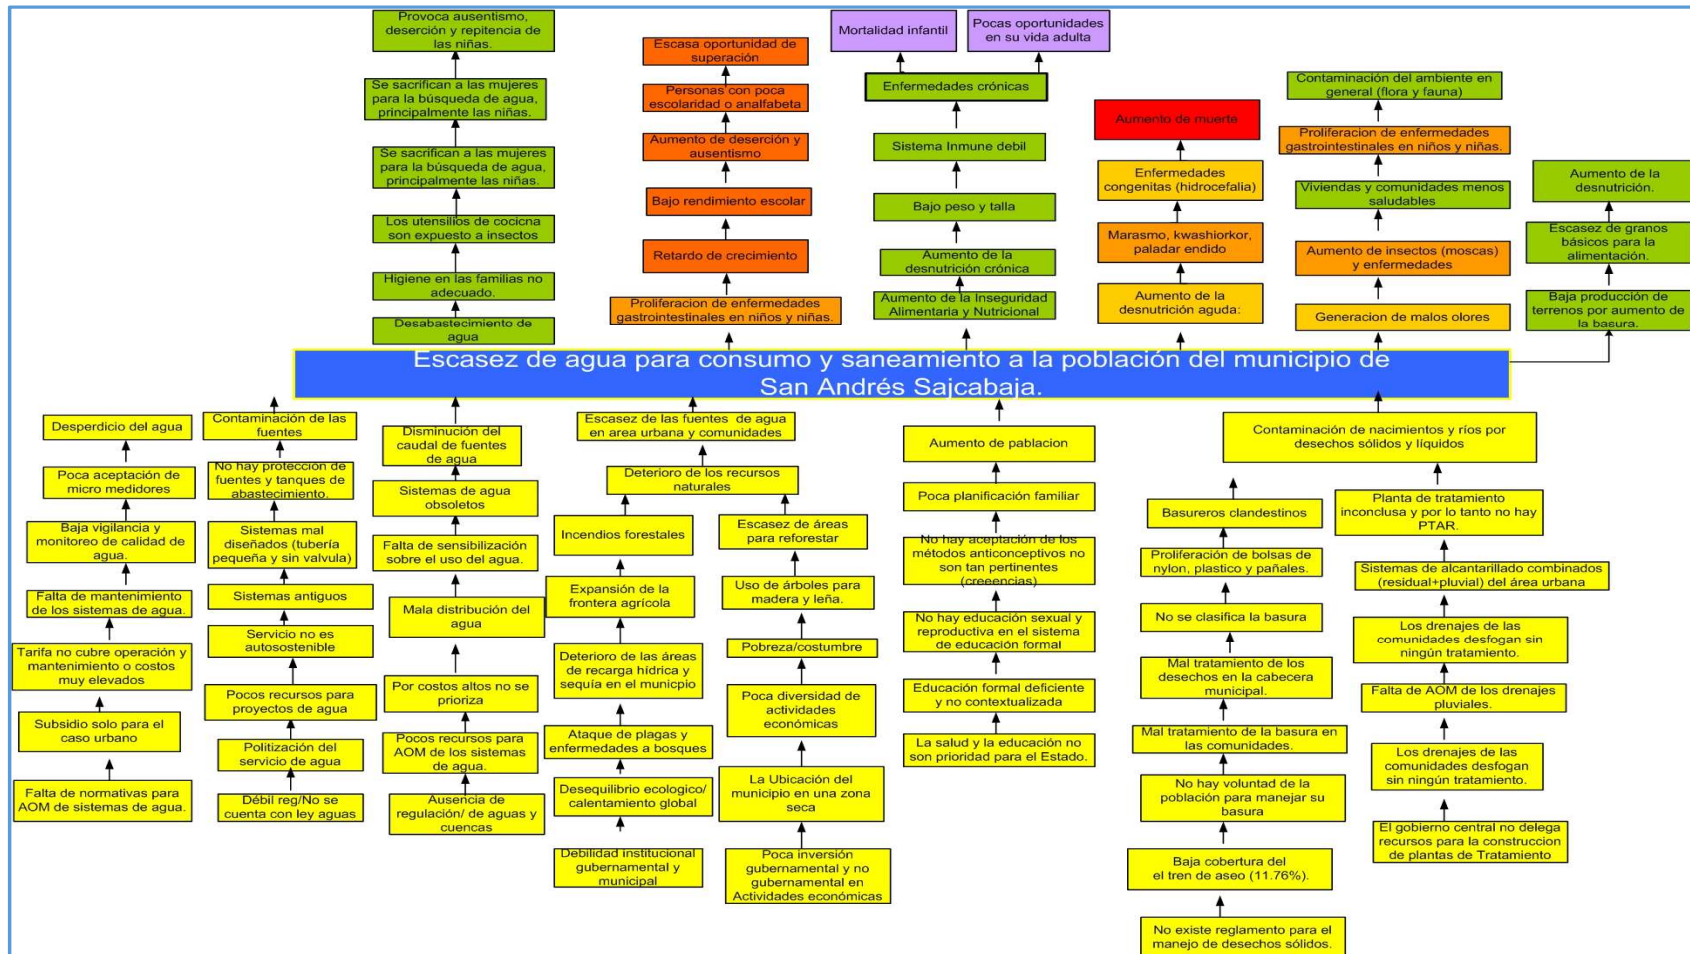 Provoca ausentismo,
deserción y repitencia de
las niñas.
Se sacrifican a las mujeres
para la búsqueda de agua,
principalmente las niñas.
Se sacrifican a las mujeres
para la búsqueda de agua,
principalmente las niñas.
Los utensilios de cocicna
son expuesto a insectos
Higiene en las familias no
adecuado.
Desabastecimiento de
agua
Escasa oportunidad de
superación
Personas con poca
escolaridad o analfabeta
Aumento de deserción y
ausentismo
Bajo rendimiento escolar
Retardo de crecimiento
Proliferacion de enfermedades
gastrointestinales en niños y niñas.
Mortalidad infantil
Pocas oportunidades
en su vida adulta
Enfermedades crónicas
Sistema Inmune debil
Bajo peso y talla
Aumento de la
desnutrición crónica
Aumento de la Inseguridad
Alimentaria y Nutricional
Aumento de muerte
Enfermedades
congenitas (hidrocefalia)
Marasmo, kwashiorkor,
paladar endido
Aumento de la
desnutrición aguda:
Contaminación del ambiente en
general (flora y fauna)
Proliferacion de enfermedades
gastrointestinales en niños y niñas.
Viviendas y comunidades menos
saludables
Aumento de insectos (moscas)
y enfermedades
Generacion de malos olores
Aumento de la
desnutrición.
Escasez de granos
básicos para la
alimentación.
Baja producción de
terrenos por aumento de
la basura.
Escasez de agua para consumo y saneamiento a la población del municipio de
San Andrés Sajcabaja.
Desperdicio del agua
Poca aceptación de
micro medidores
Baja vigilancia y
monitoreo de calidad de
agua.
Falta de mantenimiento
de los sistemas de agua.
Tarifa no cubre operación y
mantenimiento o costos
muy elevados
Subsidio solo para el
caso urbano
Falta de normativas para
AOM de sistemas de agua.
Contaminación de las
fuentes
No hay protección de
fuentes y tanques de
abastecimiento.
Sistemas mal
diseñados (tubería
pequeña y sin valvula)
Sistemas antiguos
Servicio no es
autosostenible
Pocos recursos para
proyectos de agua
Politización del
servicio de agua
Débil reg/No se
cuenta con ley aguas
Disminución del
caudal de fuentes
de agua
Sistemas de agua
obsoletos
Falta de sensibilización
sobre el uso del agua.
Mala distribución del
agua
Por costos altos no se
prioriza
Pocos recursos para
AOM de los sistemas
de agua.
Ausencia de
regulación/ de aguas y
cuencas
Escasez de las fuentes de agua
en area urbana y comunidades
Deterioro de los recursos
naturales
Incendios forestales
Expansión de la
frontera agrícola
Deterioro de las áreas
de recarga hídrica y
sequía en el municpio
Ataque de plagas y
enfermedades a bosques
Desequilibrio ecologico/
calentamiento global
Debilidad institucional
gubernamental y
municipal
Escasez de áreas
para reforestar
Uso de árboles para
madera y leña.
Pobreza/costumbre
Poca diversidad de
actividades
económicas
La Ubicación del
municipio en una zona
seca
Poca inversión
gubernamental y no
gubernamental en
Actividades económicas
Aumento de pablacion
Poca planificación familiar
No hay aceptación de los
métodos anticonceptivos no
son tan pertinentes
(creeencias)
No hay educación sexual y
reproductiva en el sistema
de educación formal
Educación formal deficiente
y no contextualizada
La salud y la educación no
son prioridad para el Estado.
Contaminación de nacimientos y ríos por
desechos sólidos y líquidos
Basureros clandestinos
Proliferación de bolsas de
nylon, plastico y pañales.
No se clasifica la basura
Mal tratamiento de los
desechos en la cabecera
municipal.
Mal tratamiento de la basura en
las comunidades.
No hay voluntad de la
población para manejar su
basura
Baja cobertura del
el tren de aseo (11.76%).
No existe reglamento para el
manejo de desechos sólidos.
Planta de tratamiento
inconclusa y por lo tanto no hay
PTAR.
Sistemas de alcantarillado combinados
(residual+pluvial) del área urbana
Los drenajes de las
comunidades desfogan sin
ningún tratamiento.
Falta de AOM de los drenajes
pluviales.
Los drenajes de las
comunidades desfogan
sin ningún tratamiento.
El gobierno central no delega
recursos para la construccion
de plantas de Tratamiento